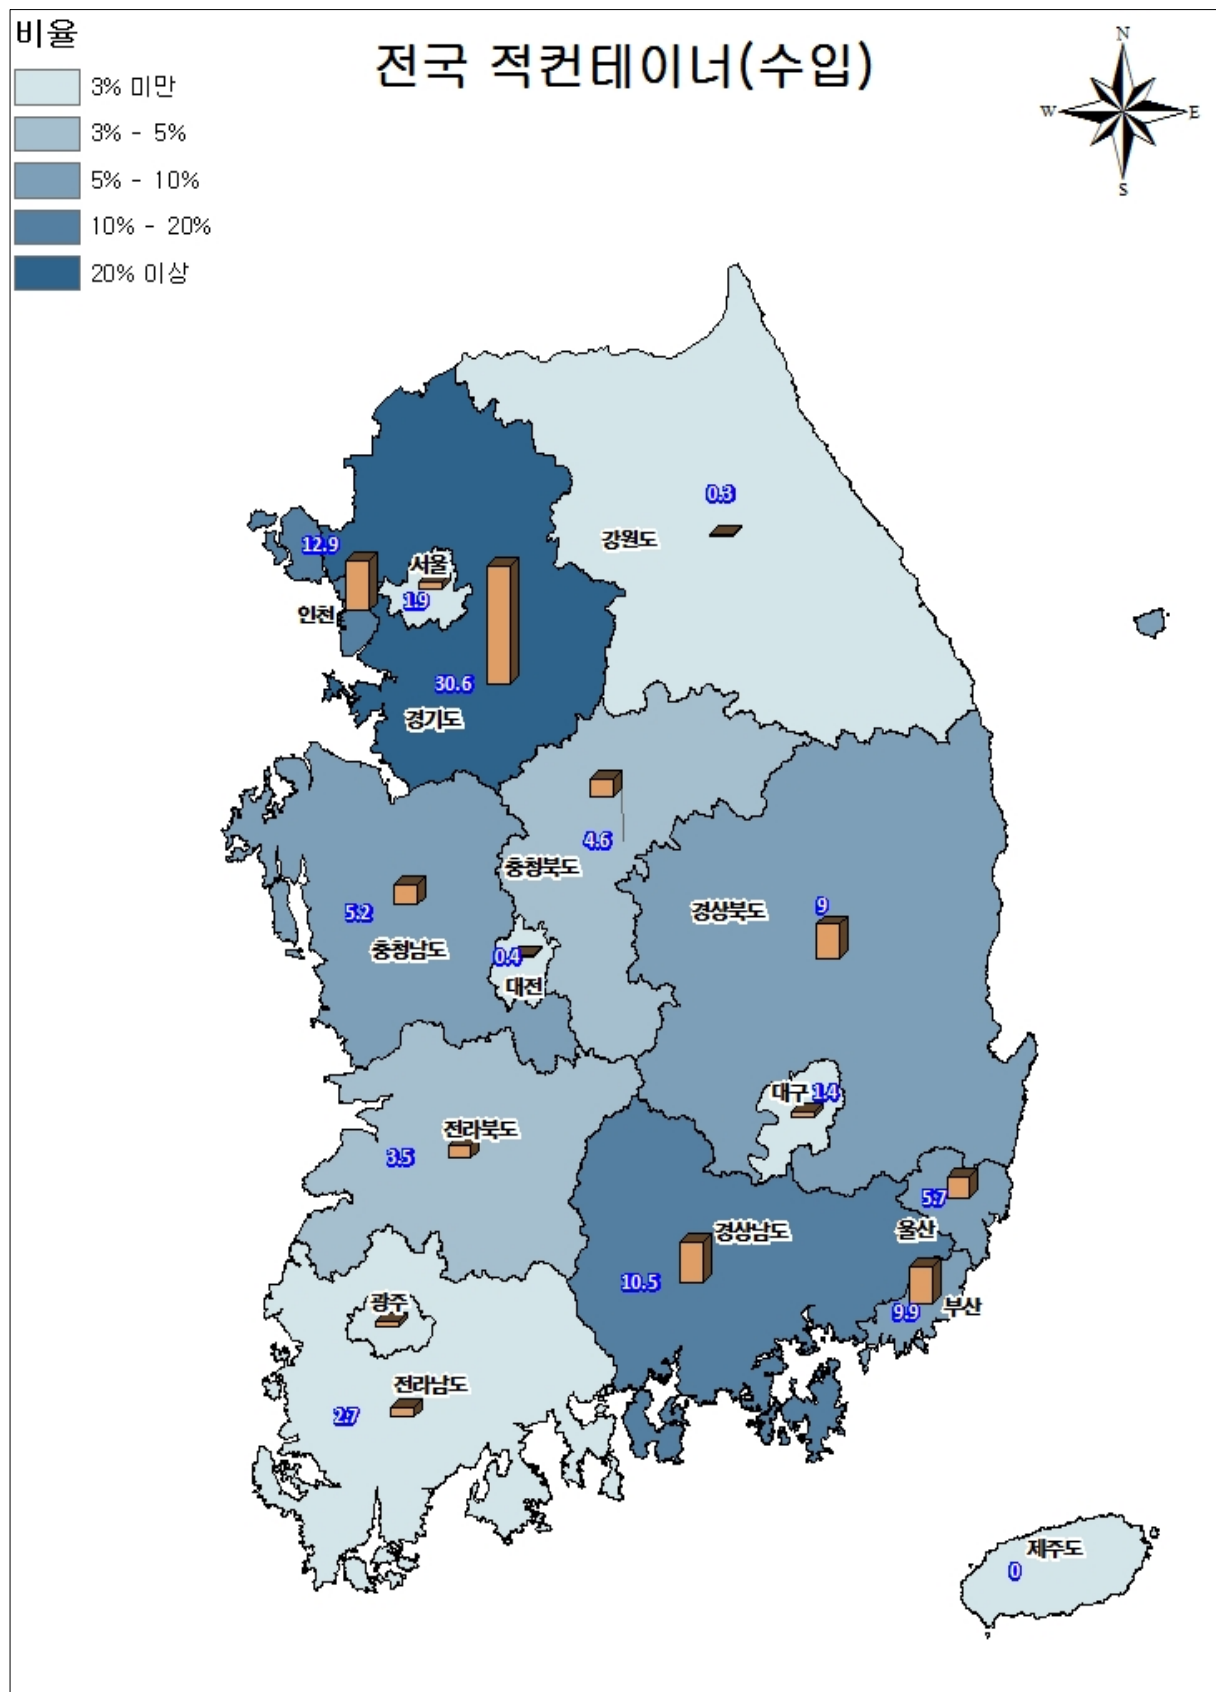 비율
전국 적컨테이너(수입)
3% 미만
3% - 5%
5% - 10%
10% - 20%
20% 이상
N
W
E
S
0.3
강원도
12.9
서울
1.9
인천
30.6
경기도
4.6
충청북도
5.2
충청남도
경상북도
9
0.4
대전
대구 1.4
전라북도
3.5
5.7
울산
경상남도
10.5
부산
9.9
광주
전라남도
2.7
제주도
0